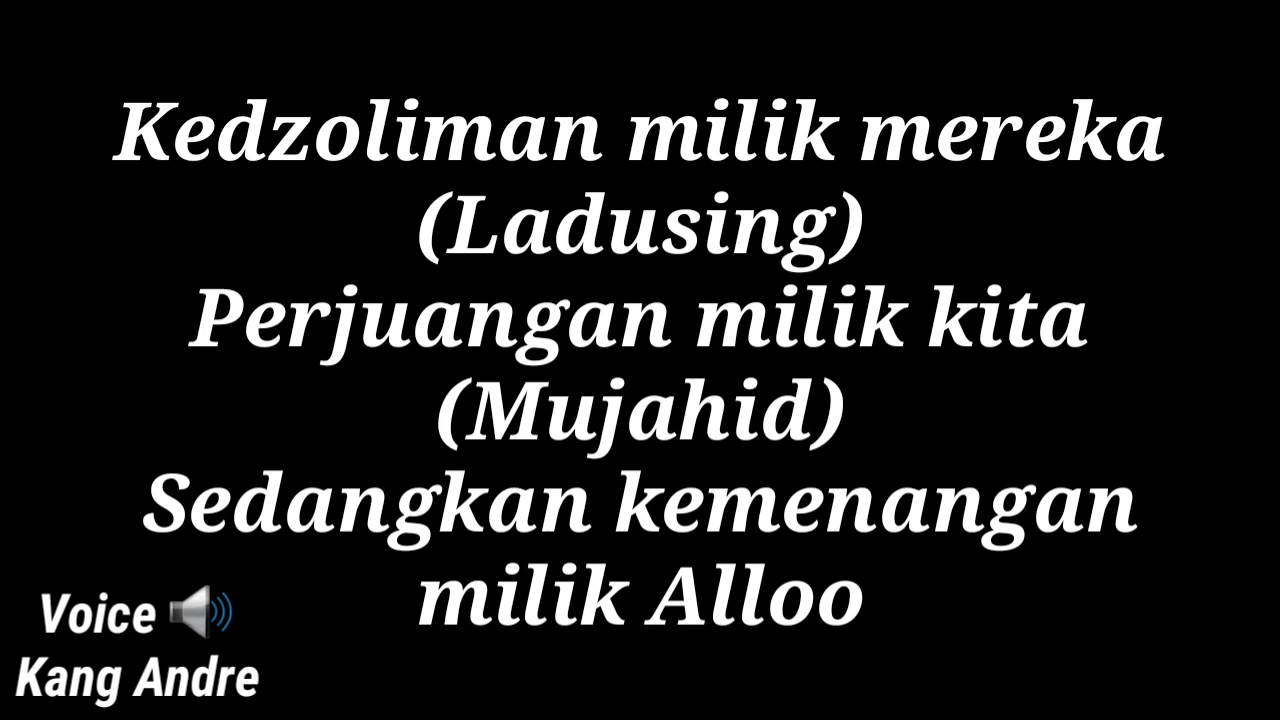 Kedzoliman milik mereka
(Ladusing)
Perjuangan milik kita
(Mujahid)
Sedangkan kemenangan
milik Alloo
Voice
Kang Andre